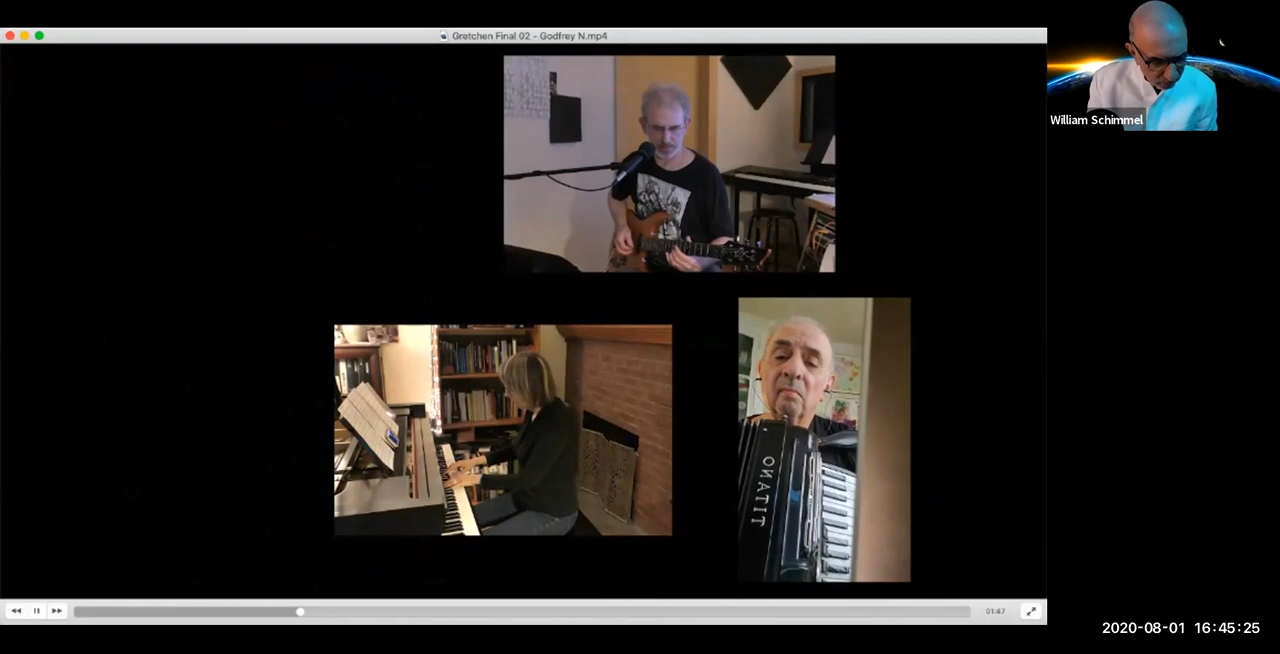 Gretchen Final 02 - Godfrey N.mp4
William Schimmel
TITANO
01:47
2020-08-01 16:45:25